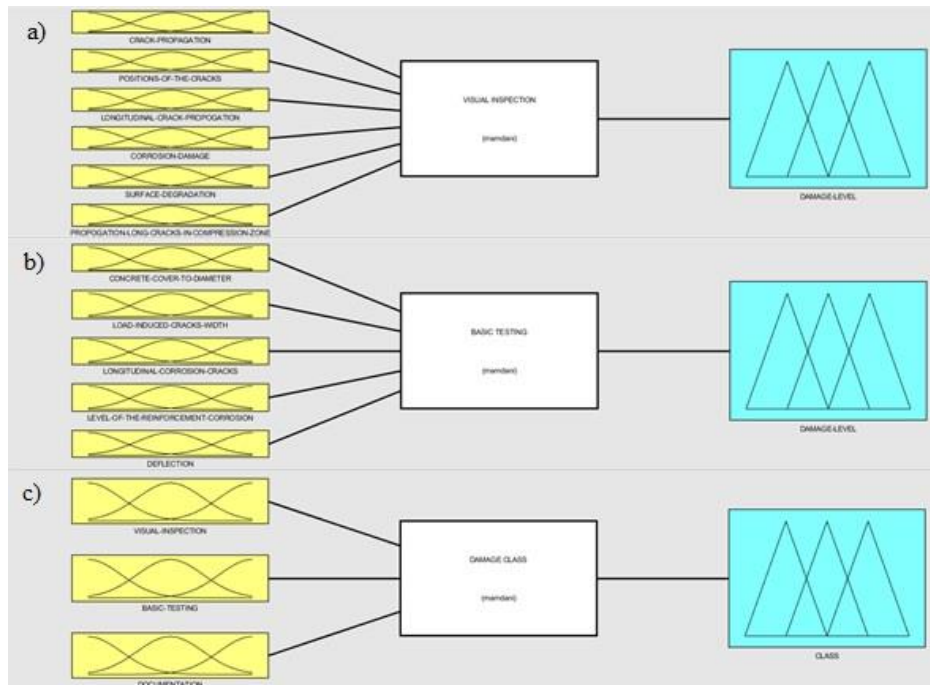 a)
CRACK-PROPAGATION
POSITIONS-OF-THE-CRACKS
LONGITUDINAL-CRACK-PROPOGATION
CORROSION-DAMAGE
SURFACE-DEGRADATION
PROPOGATION-LONG-CRACKS-IN-COMPRESSION-ZONE
VISUAL INSPECTION
(mamdani)
DAMAGE-LEVEL
b)
CONCRETE-COVER-TO-DIAMETER
LOAD-INDUCED-CRACKS-WIDTH
LONGITUDINAL-CORROSION-CRACKS
LEVEL-OF-THE-REINFORCEMENT-CORROSION
DEFLECTION
BASIC TESTING
(mamdani)
DAMAGE-LEVEL
c)
VISUAL-INSPECTION
BASIC-TESTING
DOCUMENTATION
DAMAGE CLASS
(mamdani)
CLASS